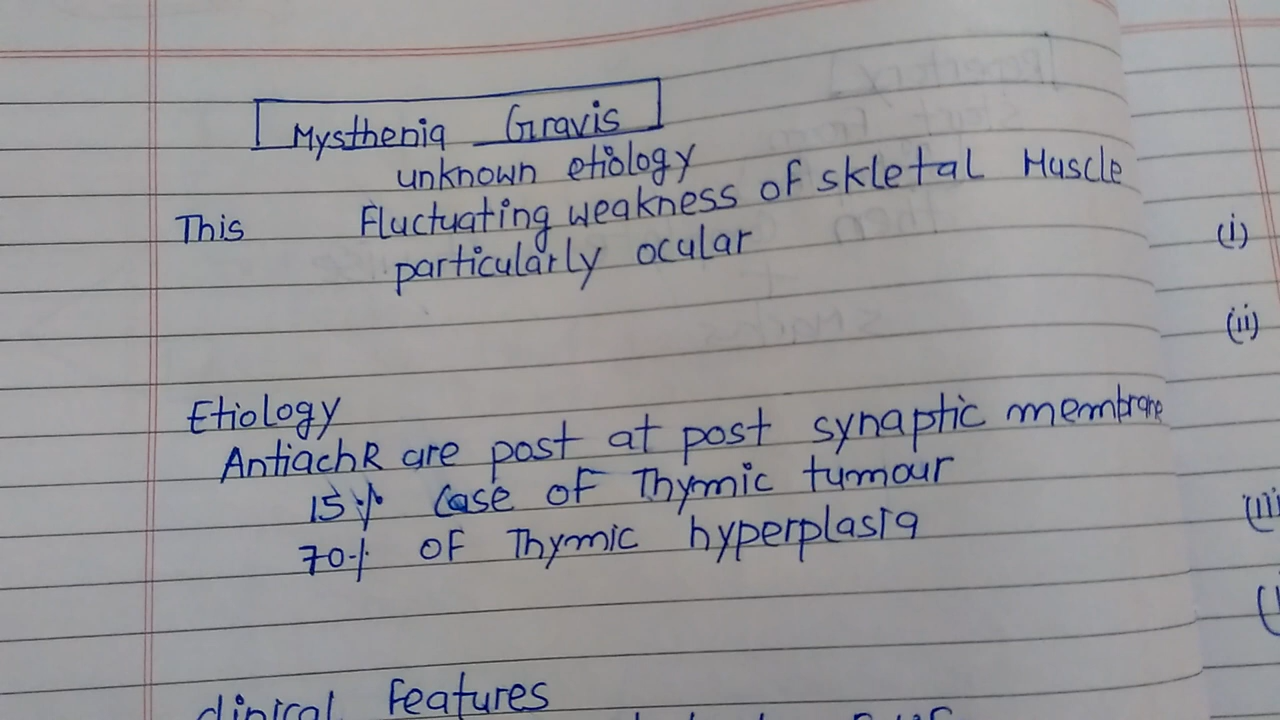 Mysthenia Gravis
unknown etiology
This Fluctuating weakness of skletal Muscle
particularly ocular
(i)
(ii)
Etiology
AntiachR are post at post synaptic membrane
15% Case of Thymic tumour
70% of Thymic hyperplasia
(iii
clinical Features